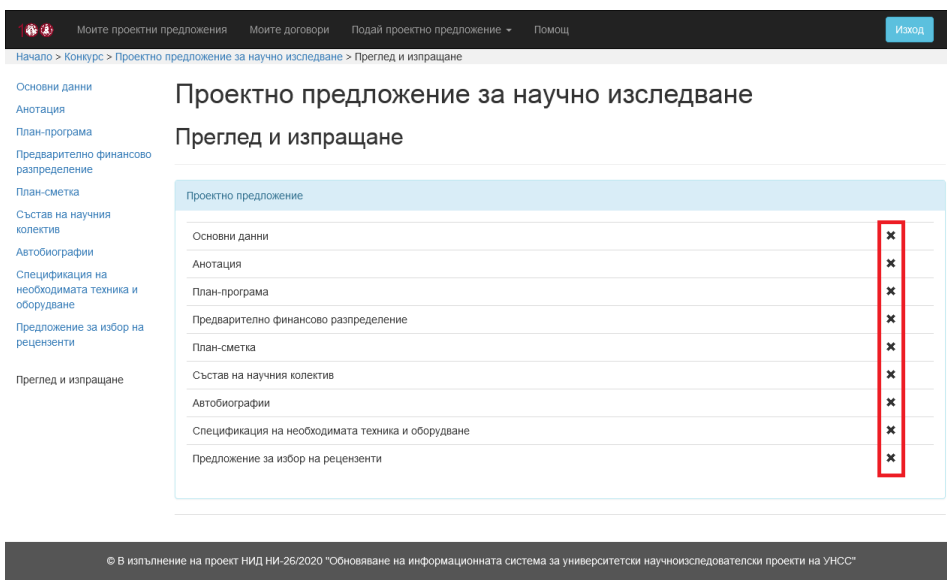 Моите проектни предложения Моите договори Подай проектно предложение Помощ Изход
Начало > Конкурс > Проектно предложение за научно изследване > Преглед и изпращане
Основни данни
Анотация
План-програма
Предварително финансово
разпределение
План-сметка
Състав на научния
колектив
Автобиографии
Спецификация на
необходимата техника и
оборудване
Предложение за избор на
рецензенти
Преглед и изпращане
Проектно предложение за научно изследване
Преглед и изпращане
Проектно предложение
Основни данни
Анотация
План-програма
Предварително финансово разпределение
План-сметка
Състав на научния колектив
Автобиографии
Спецификация на необходимата техника и оборудване
Предложение за избор на рецензенти
© В изпълнение на проект НИД НИ-26/2020 "Обновяване на информационната система за университетски научноизследователски проекти на УНСС"